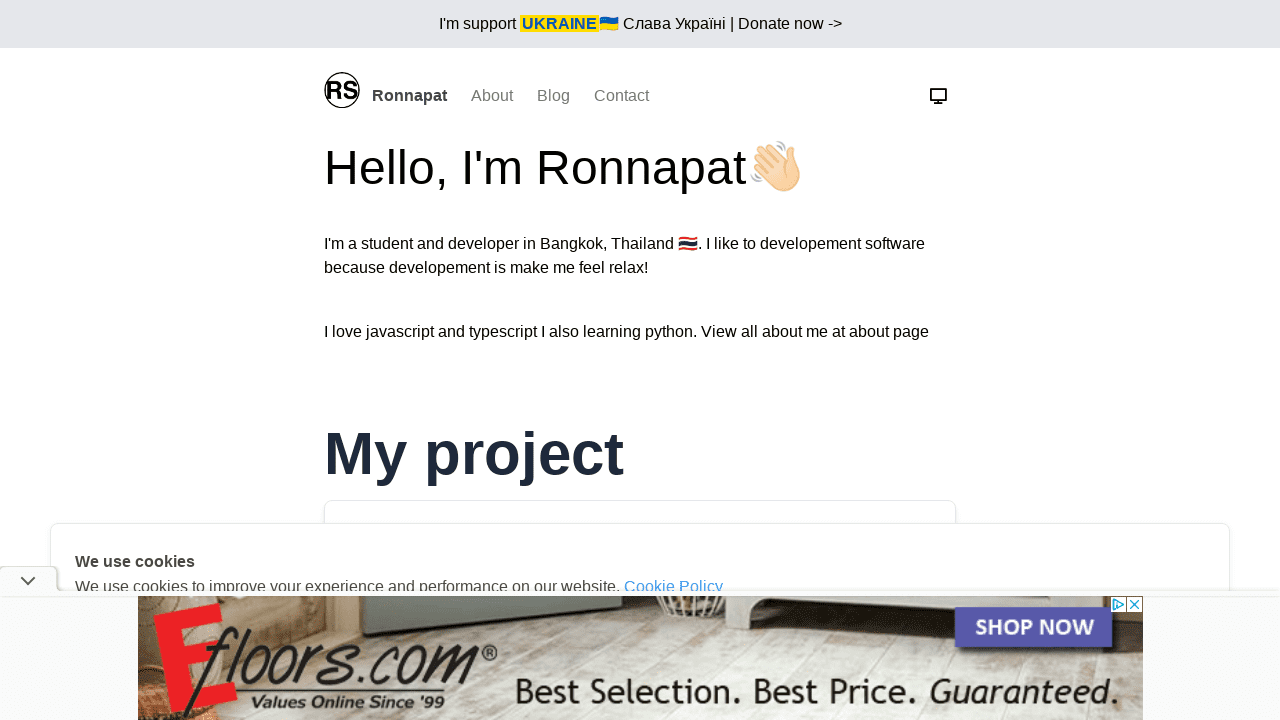 I'm support UKRAINE🇺🇦 Слава Україні | Donate now ->
RS Ronnapat About Blog Contact
Hello, I'm Ronnapat👋🏻
I'm a student and developer in Bangkok, Thailand 🇹🇭. I like to developement software
because developement is make me feel relax!
I love javascript and typescript I also learning python. View all about me at about page
My project
We use cookies
We use cookies to improve your experience and performance on our website. Cookie Policy
Efloors.com®
Values Online Since '99
SHOP NOW
Best Selection. Best Price. Guaranteed.